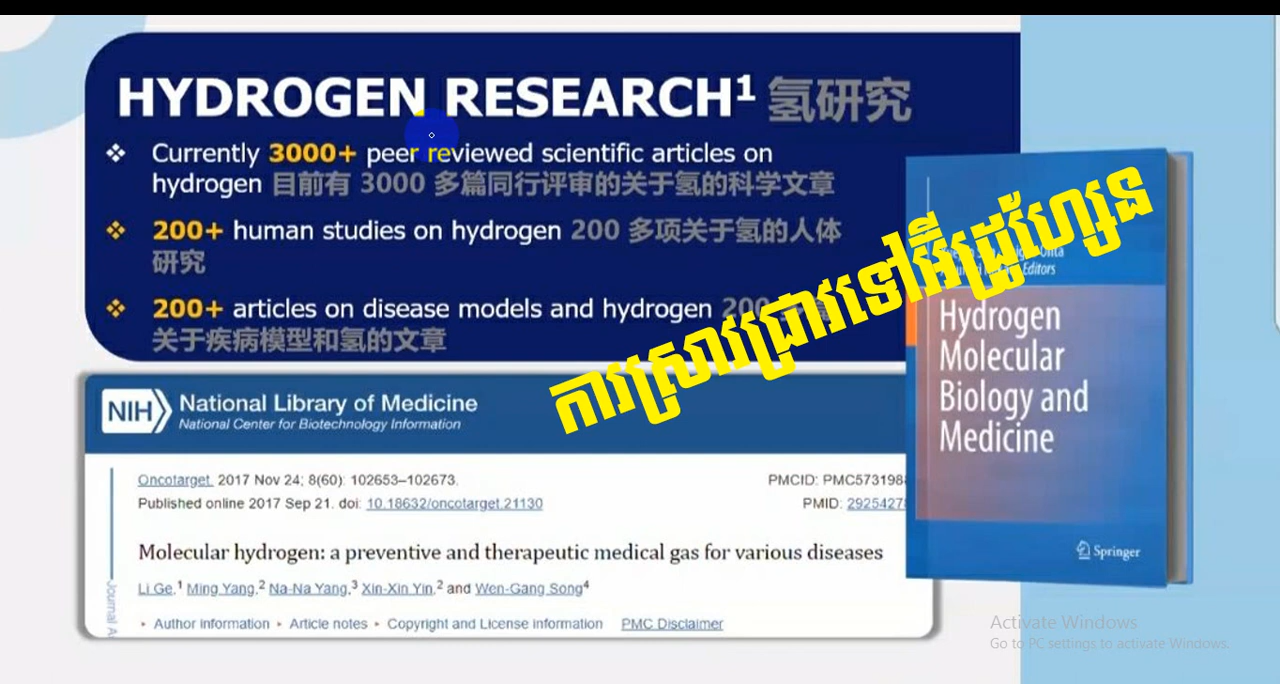 HYDROGEN RESEARCH¹ 氢研究
❖ Currently 3000+ peer reviewed scientific articles on
hydrogen 目前有 3000 多篇同行评审的关于氢的科学文章
❖ 200+ human studies on hydrogen 200 多项关于氢的人体
研究
❖ 200+ articles on disease models and hydrogen 200
关于疾病模型和氢的文章
ការស្រាវជ្រាវទៅអ៊ីដ្រូហ្សែន
Editors
Hydrogen
Molecular
Biology and
Medicine
Springer
NIH National Library of Medicine
National Center for Biotechnology Information
Oncotarget. 2017 Nov 24; 8(60): 102653–102673.
PMCID: PMC573198
Published online 2017 Sep 21. doi: 10.18632/oncotarget.21130
PMID: 2925427
Molecular hydrogen: a preventive and therapeutic medical gas for various diseases
Li Ge,¹ Ming Yang,² Na-Na Yang,³ Xin-Xin Yin,² and Wen-Gang Song⁴
▸ Author information ▸ Article notes ▸ Copyright and License information PMC Disclaimer
Journal A
Activate Windows
Go to PC settings to activate Windows.